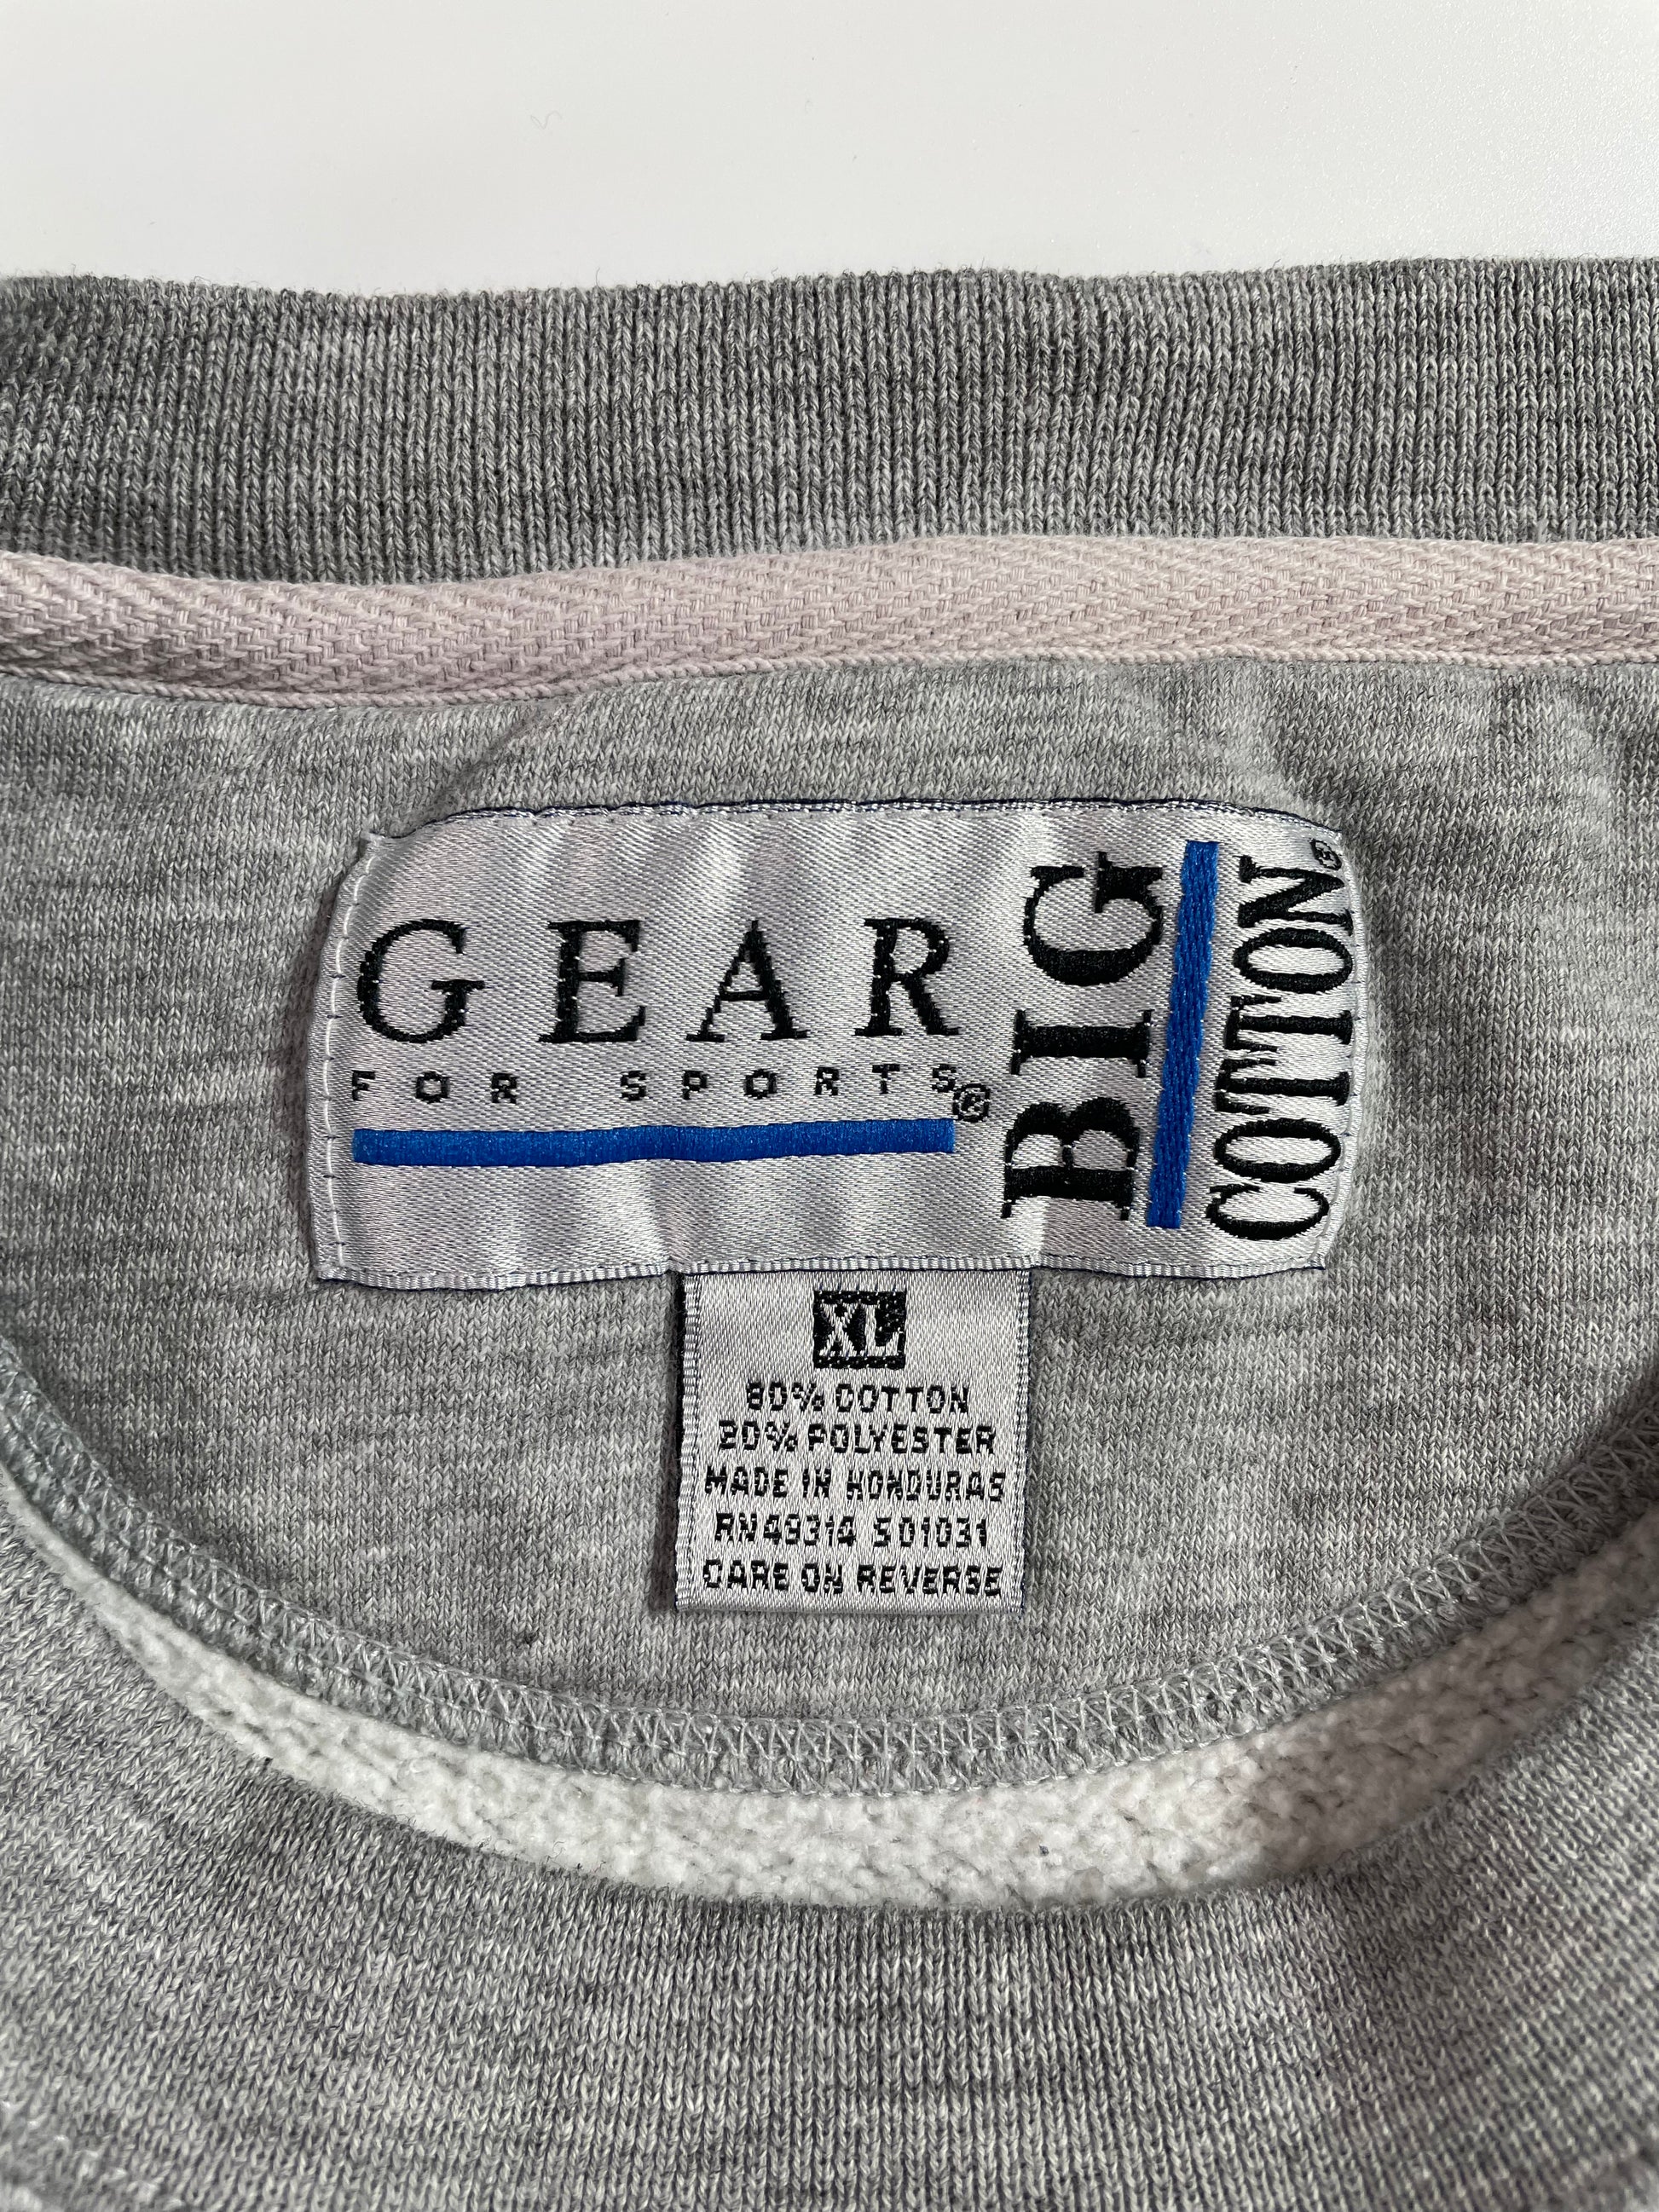 GEAR
FOR SPORTS®
BIG
COTTON®
XL
80% COTTON
20% POLYESTER
MADE IN HONDURAS
RN49314 S01031
CARE ON REVERSE